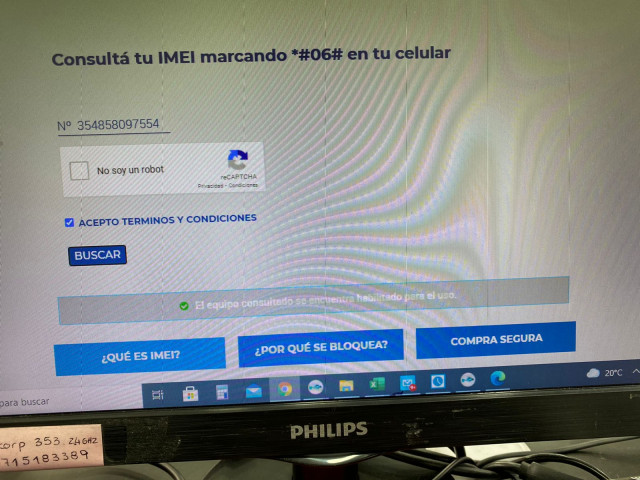 Consultá tu IMEI marcando *#06# en tu celular
Nº 354858097554
No soy un robot
reCAPTCHA
Privacidad - Condiciones
ACEPTO TERMINOS Y CONDICIONES
BUSCAR
El equipo consultado se encuentra habilitado para el uso.
¿QUÉ ES IMEI?
¿POR QUÉ SE BLOQUEA?
COMPRA SEGURA
para buscar
20°C
PHILIPS
corp 353 2.4GHZ
715183389